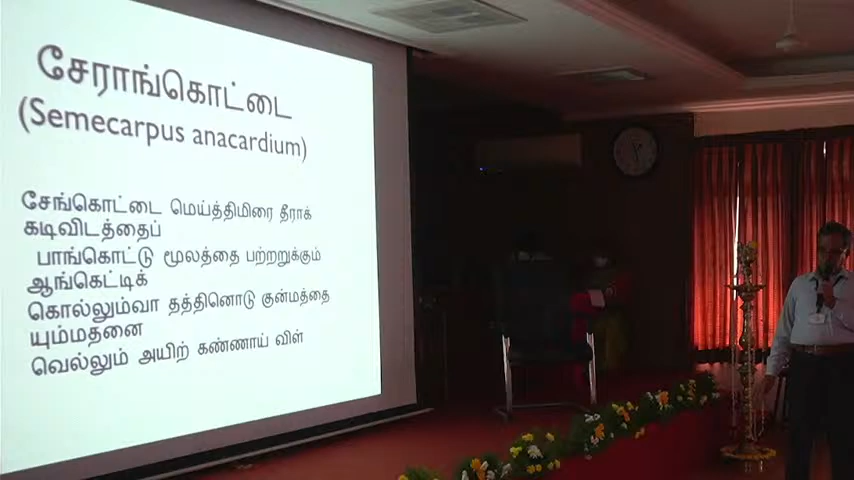 சேராங்கொட்டை
(Semecarpus anacardium)
சேங்கொட்டை மெய்த்திமிரை தீராக்
கடிவிடத்தைப்
பாங்கொட்டு மூலத்தை பற்றறுக்கும்
ஆங்கெட்டிக்
கொல்லும்வா தத்தினொடு குன்மத்தை
யும்மதனை
வெல்லும் அயிற் கண்ணாய் விள்